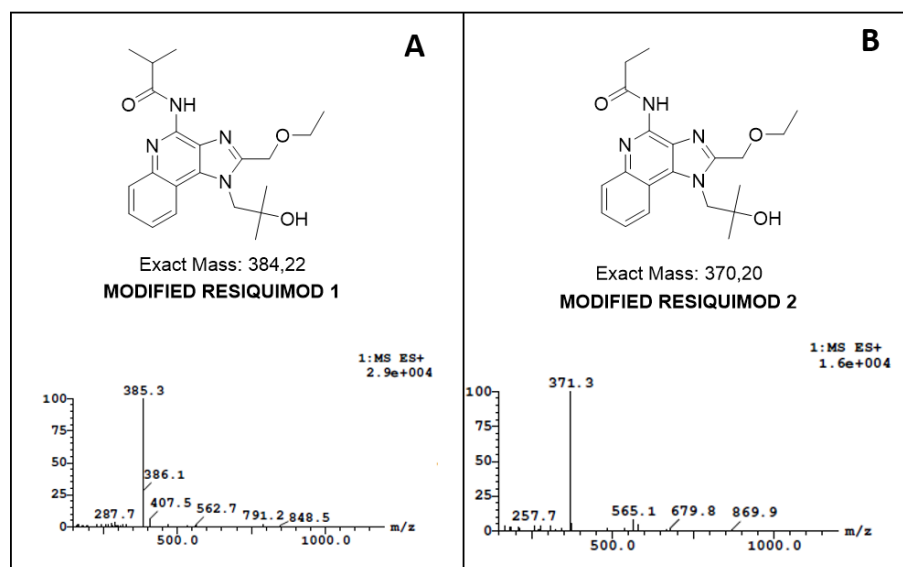 A
O
NH
N
N
O
N
OH
Exact Mass: 384,22
MODIFIED RESIQUIMOD 1
1:MS ES+
2.9e+004
385.3
100
75
50
386.1
25
407.5
287.7
562.7
791.2
848.5
0
m/z
500.0
1000.0
B
O
NH
N
N
O
N
OH
Exact Mass: 370,20
MODIFIED RESIQUIMOD 2
1:MS ES+
1.6e+004
371.3
100
75
50
25
257.7
565.1
679.8
869.9
0
m/z
500.0
1000.0